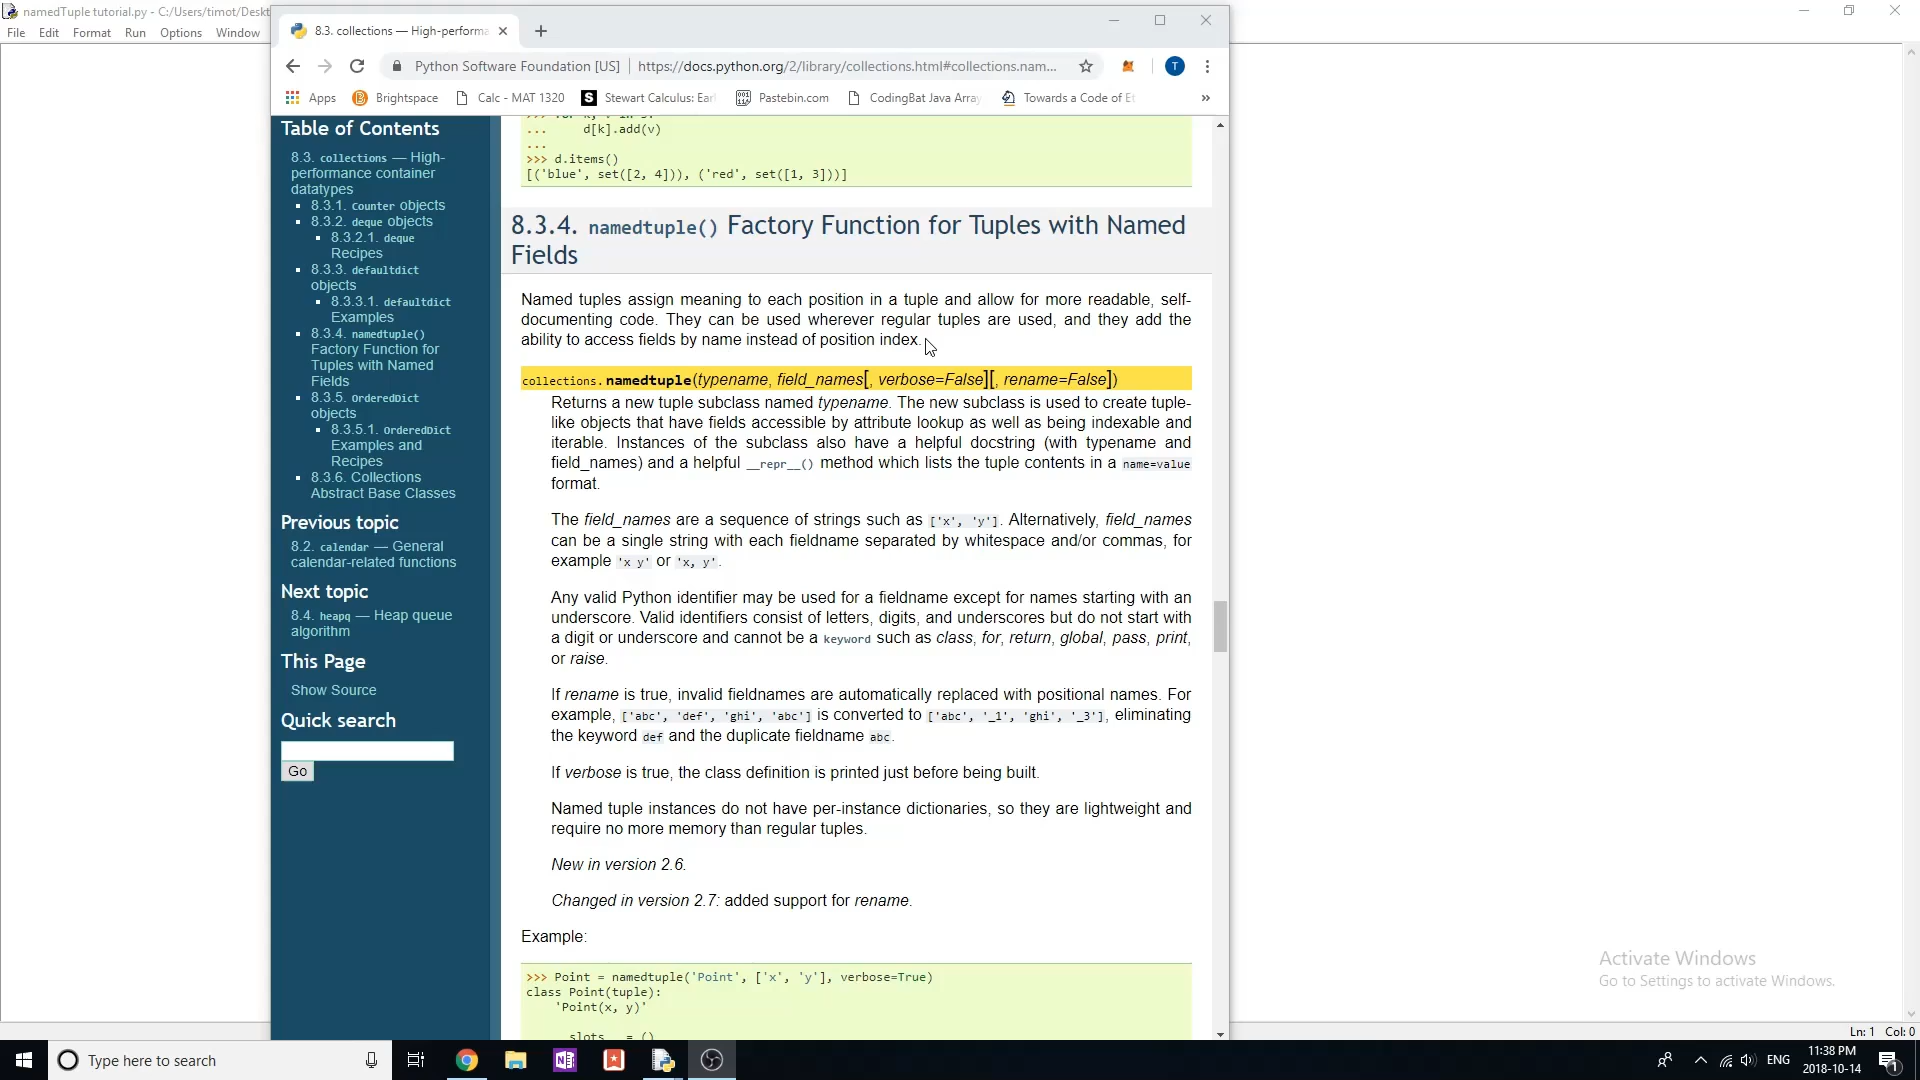 namedTuple tutorial.py - C:/Users/timot/Deskt
File Edit Format Run Options Window
8.3. collections — High-performa
Python Software Foundation [US] | https://docs.python.org/2/library/collections.html#collections.nam...
T
Apps Brightspace Calc - MAT 1320 Stewart Calculus: Earl Pastebin.com CodingBat Java Array Towards a Code of Et »
Table of Contents
8.3. collections — High-
performance container
datatypes
8.3.1. Counter objects
8.3.2. deque objects
8.3.2.1. deque
Recipes
8.3.3. defaultdict
objects
8.3.3.1. defaultdict
Examples
8.3.4. namedtuple()
Factory Function for
Tuples with Named
Fields
8.3.5. OrderedDict
objects
8.3.5.1. OrderedDict
Examples and
Recipes
8.3.6. Collections
Abstract Base Classes
Previous topic
8.2. calendar — General
calendar-related functions
Next topic
8.4. heapq — Heap queue
algorithm
This Page
Show Source
Quick search
Go
... d[k].add(v)
...
>>> d.items()
[('blue', set([2, 4])), ('red', set([1, 3]))]
8.3.4. namedtuple() Factory Function for Tuples with Named
Fields
Named tuples assign meaning to each position in a tuple and allow for more readable, self-
documenting code. They can be used wherever regular tuples are used, and they add the
ability to access fields by name instead of position index.
collections.namedtuple(typename, field_names[, verbose=False][, rename=False])
Returns a new tuple subclass named typename. The new subclass is used to create tuple-
like objects that have fields accessible by attribute lookup as well as being indexable and
iterable. Instances of the subclass also have a helpful docstring (with typename and
field_names) and a helpful __repr__() method which lists the tuple contents in a name=value
format.
The field_names are a sequence of strings such as ['x', 'y']. Alternatively, field_names
can be a single string with each fieldname separated by whitespace and/or commas, for
example 'x y' or 'x, y'.
Any valid Python identifier may be used for a fieldname except for names starting with an
underscore. Valid identifiers consist of letters, digits, and underscores but do not start with
a digit or underscore and cannot be a keyword such as class, for, return, global, pass, print,
or raise.
If rename is true, invalid fieldnames are automatically replaced with positional names. For
example, ['abc', 'def', 'ghi', 'abc'] is converted to ['abc', '_1', 'ghi', '_3'], eliminating
the keyword def and the duplicate fieldname abc.
If verbose is true, the class definition is printed just before being built.
Named tuple instances do not have per-instance dictionaries, so they are lightweight and
require no more memory than regular tuples.
New in version 2.6.
Changed in version 2.7: added support for rename.
Example:
>>> Point = namedtuple('Point', ['x', 'y'], verbose=True)
class Point(tuple):
'Point(x, y)'
slots = ()
Activate Windows
Go to Settings to activate Windows.
Ln: 1 Col: 0
Type here to search
ENG
11:38 PM
2018-10-14
1